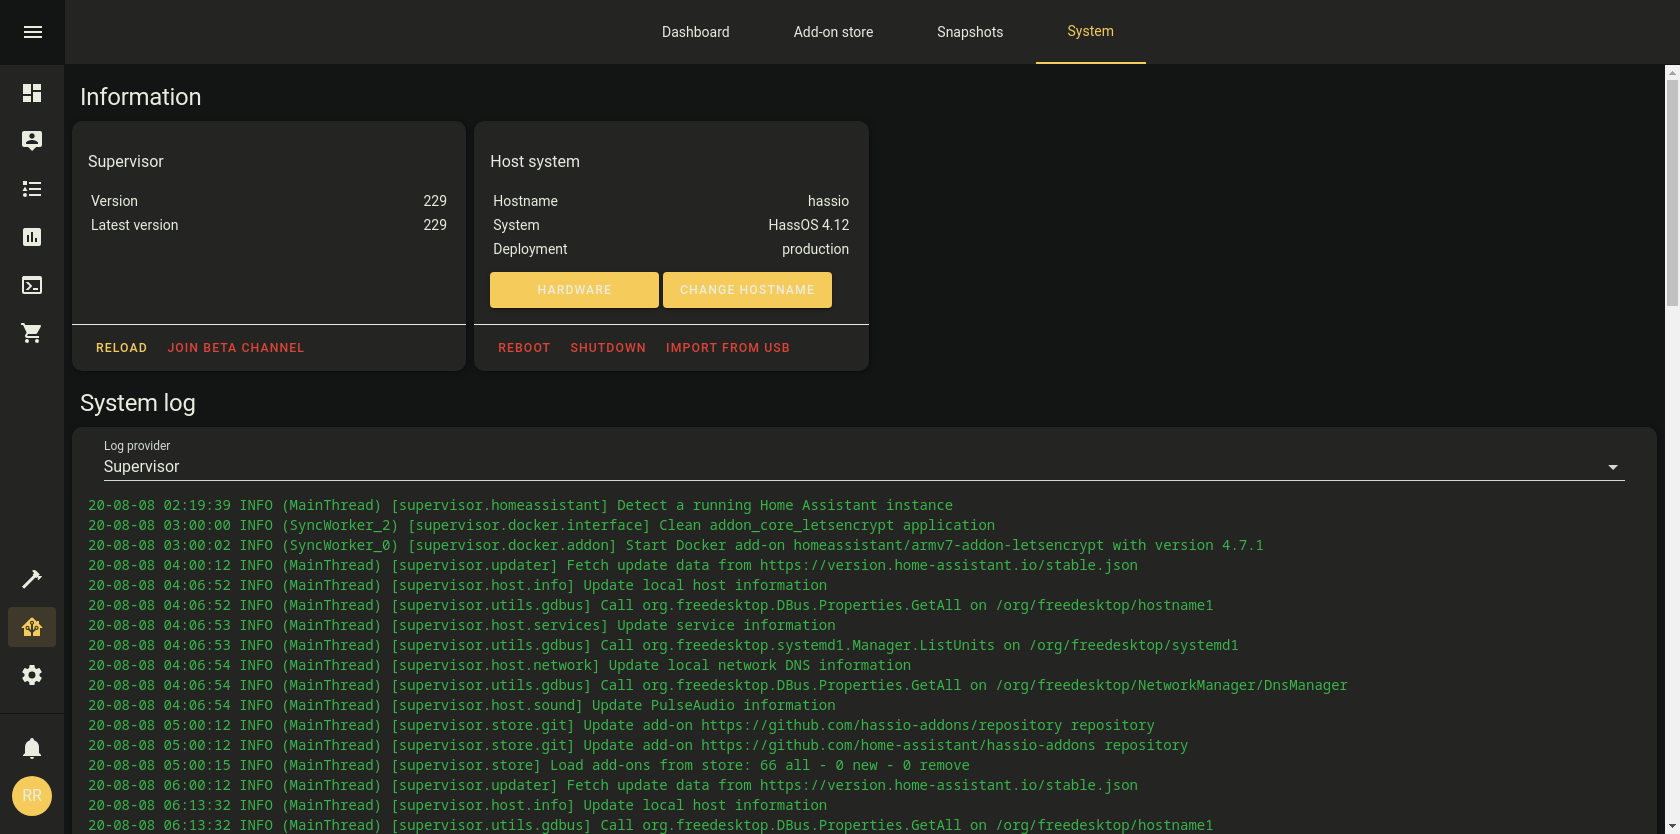 Dashboard Add-on store Snapshots System
Information
Supervisor
Version 229
Latest version 229
RELOAD JOIN BETA CHANNEL
Host system
Hostname hassio
System HassOS 4.12
Deployment production
HARDWARE CHANGE HOSTNAME
REBOOT SHUTDOWN IMPORT FROM USB
System log
Log provider
Supervisor
20-08-08 02:19:39 INFO (MainThread) [supervisor.homeassistant] Detect a running Home Assistant instance
20-08-08 03:00:00 INFO (SyncWorker_2) [supervisor.docker.interface] Clean addon_core_letsencrypt application
20-08-08 03:00:02 INFO (SyncWorker_0) [supervisor.docker.addon] Start Docker add-on homeassistant/armv7-addon-letsencrypt with version 4.7.1
20-08-08 04:00:12 INFO (MainThread) [supervisor.updater] Fetch update data from https://version.home-assistant.io/stable.json
20-08-08 04:06:52 INFO (MainThread) [supervisor.host.info] Update local host information
20-08-08 04:06:52 INFO (MainThread) [supervisor.utils.gdbus] Call org.freedesktop.DBus.Properties.GetAll on /org/freedesktop/hostname1
20-08-08 04:06:53 INFO (MainThread) [supervisor.host.services] Update service information
20-08-08 04:06:53 INFO (MainThread) [supervisor.utils.gdbus] Call org.freedesktop.systemd1.Manager.ListUnits on /org/freedesktop/systemd1
20-08-08 04:06:54 INFO (MainThread) [supervisor.host.network] Update local network DNS information
20-08-08 04:06:54 INFO (MainThread) [supervisor.utils.gdbus] Call org.freedesktop.DBus.Properties.GetAll on /org/freedesktop/NetworkManager/DnsManager
20-08-08 04:06:54 INFO (MainThread) [supervisor.host.sound] Update PulseAudio information
20-08-08 05:00:12 INFO (MainThread) [supervisor.store.git] Update add-on https://github.com/hassio-addons/repository repository
20-08-08 05:00:12 INFO (MainThread) [supervisor.store.git] Update add-on https://github.com/home-assistant/hassio-addons repository
20-08-08 05:00:15 INFO (MainThread) [supervisor.store] Load add-ons from store: 66 all - 0 new - 0 remove
20-08-08 06:00:12 INFO (MainThread) [supervisor.updater] Fetch update data from https://version.home-assistant.io/stable.json
20-08-08 06:13:32 INFO (MainThread) [supervisor.host.info] Update local host information
20-08-08 06:13:32 INFO (MainThread) [supervisor.utils.gdbus] Call org.freedesktop.DBus.Properties.GetAll on /org/freedesktop/hostname1
RR